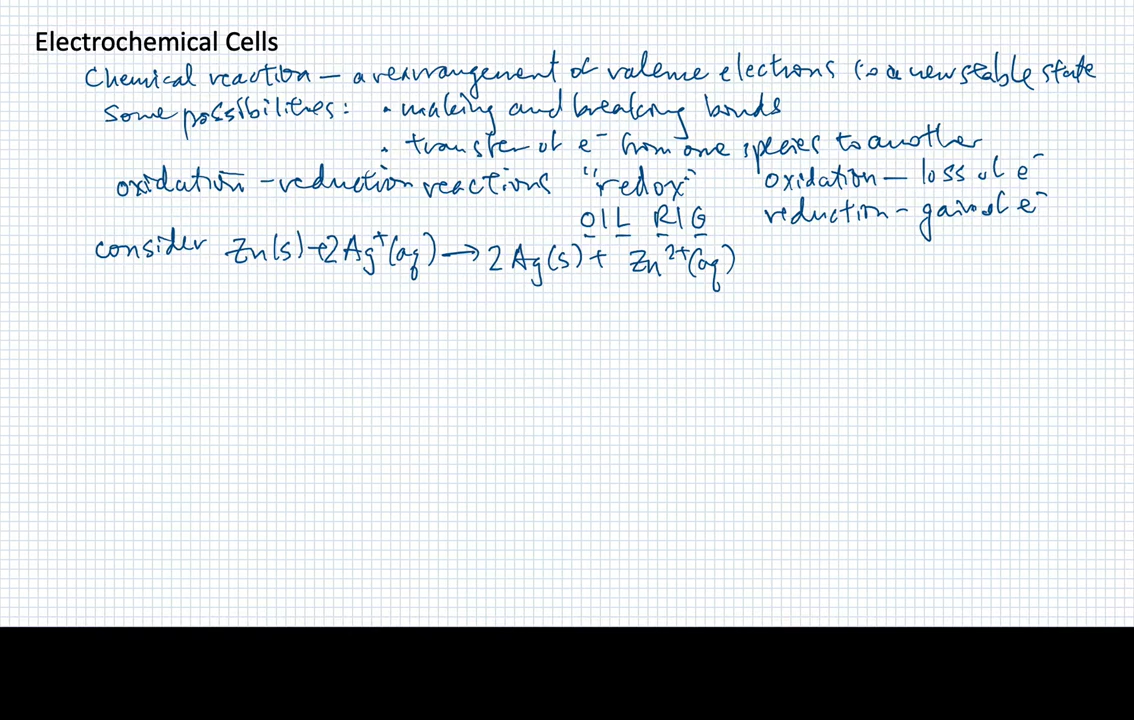 Electrochemical Cells
Chemical reaction – a rearrangement of valence electrons to a new stable state
Some possibilities: • making and breaking bonds
• transfer of e⁻ from one species to another
oxidation-reduction reactions "redox" oxidation – loss of e⁻
OIL RIG reduction – gain of e⁻
consider Zn(s) + 2Ag⁺(aq) → 2Ag(s) + Zn²⁺(aq)